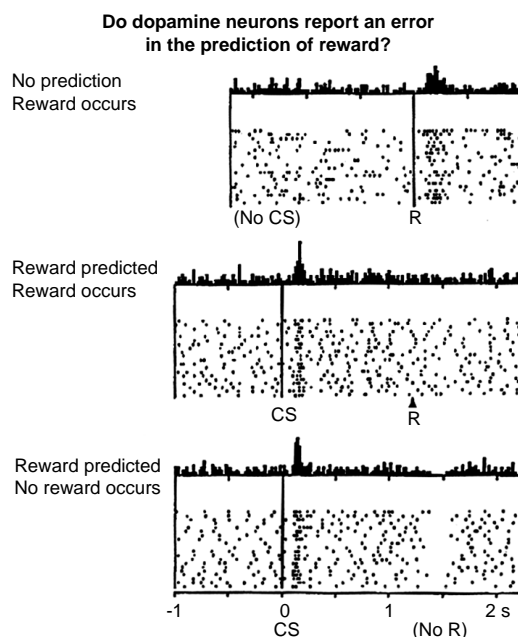 Do dopamine neurons report an error
in the prediction of reward?
No prediction
Reward occurs
(No CS)
R
Reward predicted
Reward occurs
CS
R
Reward predicted
No reward occurs
-1
0
1
2 s
CS
(No R)